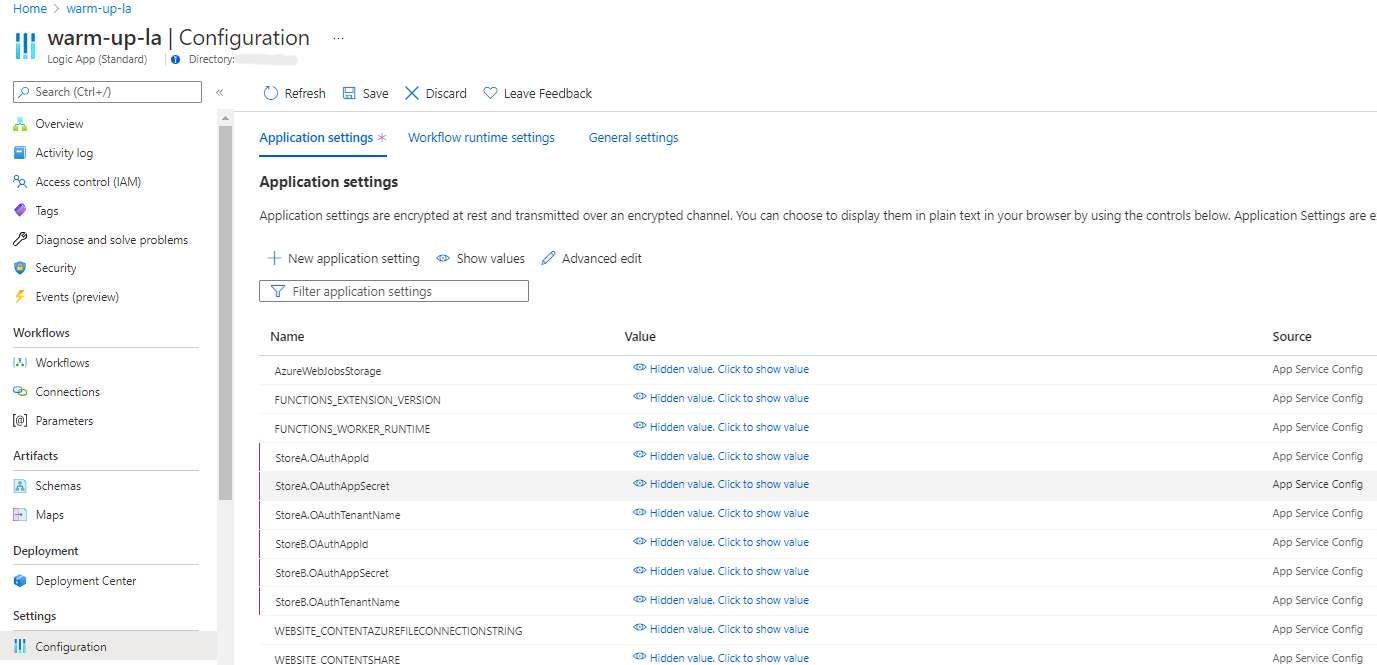 Home > warm-up-la
warm-up-la | Configuration ...
Logic App (Standard) Directory:
Search (Ctrl+/) «
Refresh Save Discard Leave Feedback
Overview
Activity log
Access control (IAM)
Tags
Diagnose and solve problems
Security
Events (preview)
Workflows
Workflows
Connections
Parameters
Artifacts
Schemas
Maps
Deployment
Deployment Center
Settings
Configuration
Application settings * Workflow runtime settings General settings
Application settings
Application settings are encrypted at rest and transmitted over an encrypted channel. You can choose to display them in plain text in your browser by using the controls below. Application Settings are e
New application setting Show values Advanced edit
Filter application settings
Name Value Source
AzureWebJobsStorage Hidden value. Click to show value App Service Config
FUNCTIONS_EXTENSION_VERSION Hidden value. Click to show value App Service Config
FUNCTIONS_WORKER_RUNTIME Hidden value. Click to show value App Service Config
StoreA.OAuthAppId Hidden value. Click to show value App Service Config
StoreA.OAuthAppSecret Hidden value. Click to show value App Service Config
StoreA.OAuthTenantName Hidden value. Click to show value App Service Config
StoreB.OAuthAppId Hidden value. Click to show value App Service Config
StoreB.OAuthAppSecret Hidden value. Click to show value App Service Config
StoreB.OAuthTenantName Hidden value. Click to show value App Service Config
WEBSITE_CONTENTAZUREFILECONNECTIONSTRING Hidden value. Click to show value App Service Config
WEBSITE_CONTENTSHARE Hidden value. Click to show value App Service Config